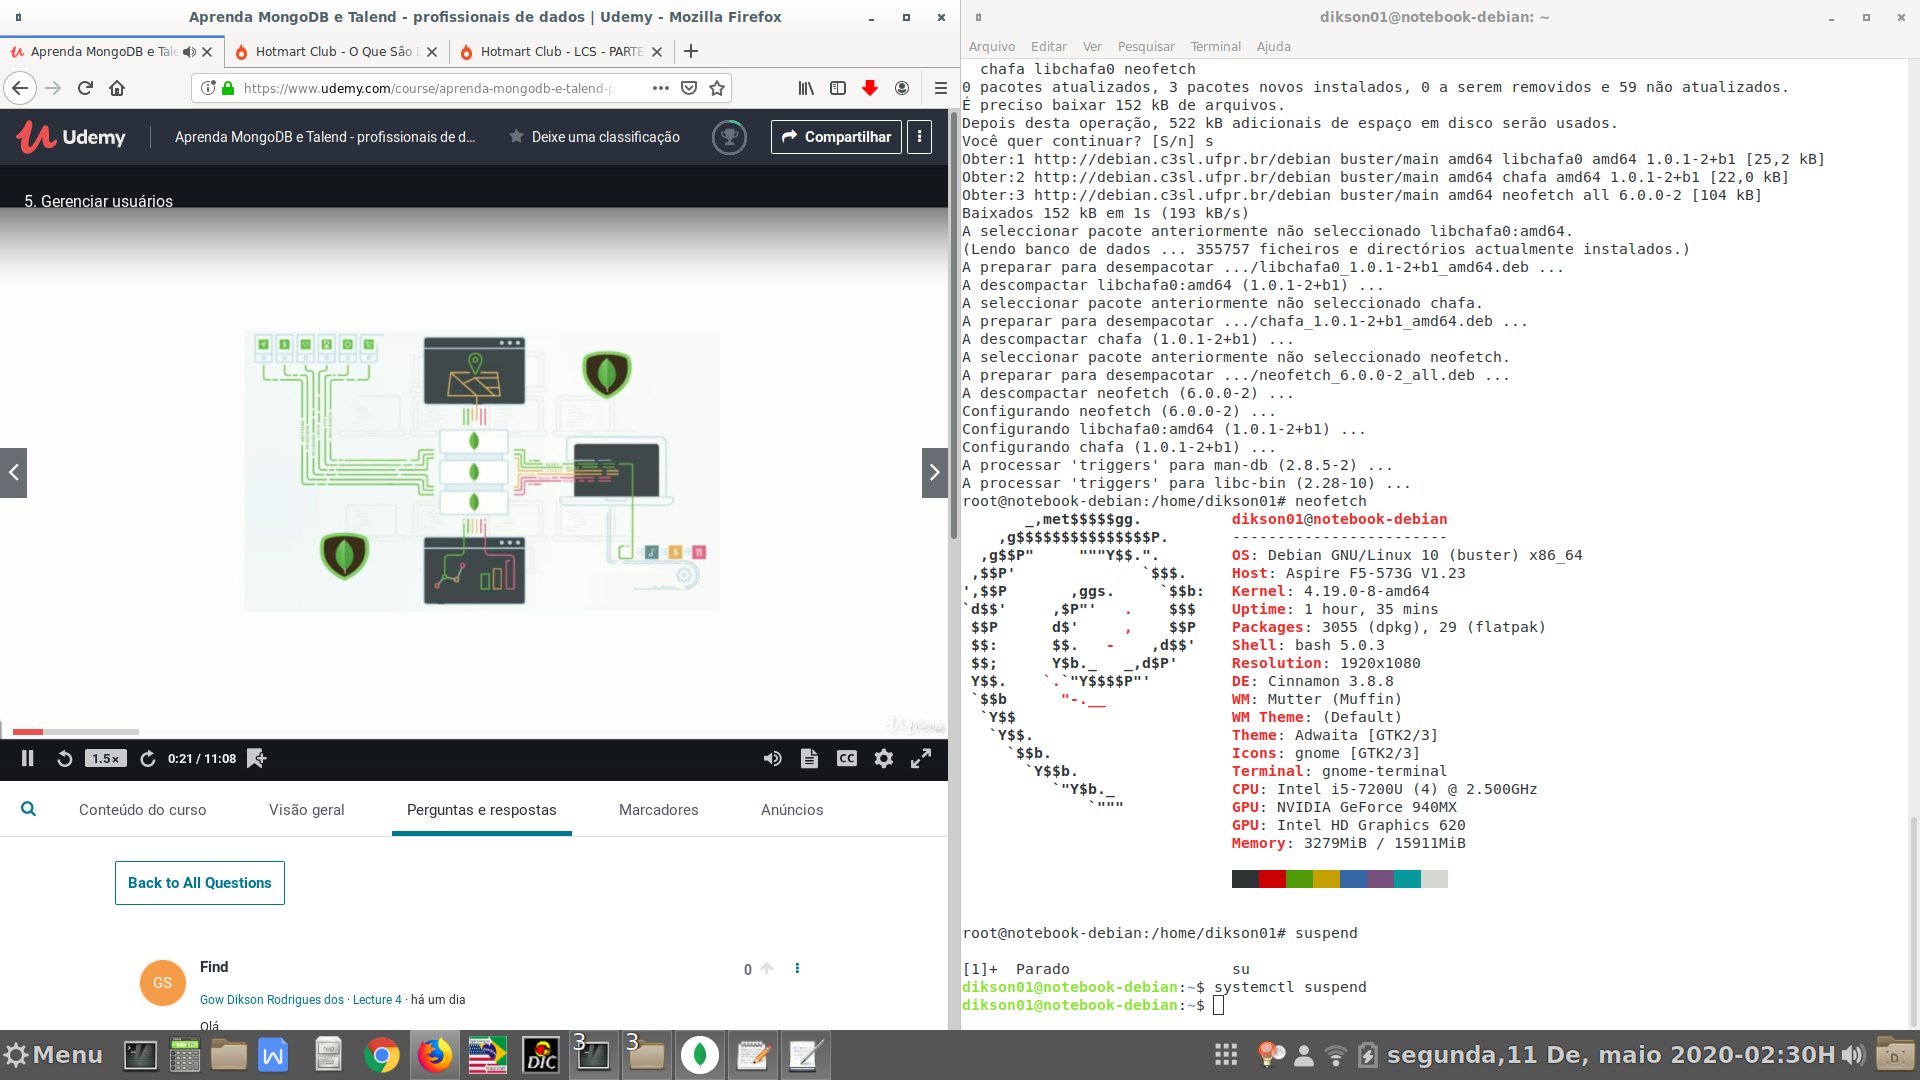 Aprenda MongoDB e Talend - profissionais de dados | Udemy - Mozilla Firefox
Aprenda MongoDB e Tale
Hotmart Club - O Que São
Hotmart Club - LCS - PARTE
https://www.udemy.com/course/aprenda-mongodb-e-talend-p
Udemy
Aprenda MongoDB e Talend - profissionais de d...
Deixe uma classificação
Compartilhar
5. Gerenciar usuários
Udemy
1.5×
0:21 / 11:08
CC
Conteúdo do curso
Visão geral
Perguntas e respostas
Marcadores
Anúncios
Back to All Questions
GS
Find
0
Gow Dikson Rodrigues dos · Lecture 4 · há um dia
Olá,
dikson01@notebook-debian: ~
Arquivo Editar Ver Pesquisar Terminal Ajuda
chafa libchafa0 neofetch
0 pacotes atualizados, 3 pacotes novos instalados, 0 a serem removidos e 59 não atualizados.
É preciso baixar 152 kB de arquivos.
Depois desta operação, 522 kB adicionais de espaço em disco serão usados.
Você quer continuar? [S/n] s
Obter:1 http://debian.c3sl.ufpr.br/debian buster/main amd64 libchafa0 amd64 1.0.1-2+b1 [25,2 kB]
Obter:2 http://debian.c3sl.ufpr.br/debian buster/main amd64 chafa amd64 1.0.1-2+b1 [22,0 kB]
Obter:3 http://debian.c3sl.ufpr.br/debian buster/main amd64 neofetch all 6.0.0-2 [104 kB]
Baixados 152 kB em 1s (193 kB/s)
A seleccionar pacote anteriormente não seleccionado libchafa0:amd64.
(Lendo banco de dados ... 355757 ficheiros e directórios actualmente instalados.)
A preparar para desempacotar .../libchafa0_1.0.1-2+b1_amd64.deb ...
A descompactar libchafa0:amd64 (1.0.1-2+b1) ...
A seleccionar pacote anteriormente não seleccionado chafa.
A preparar para desempacotar .../chafa_1.0.1-2+b1_amd64.deb ...
A descompactar chafa (1.0.1-2+b1) ...
A seleccionar pacote anteriormente não seleccionado neofetch.
A preparar para desempacotar .../neofetch_6.0.0-2_all.deb ...
A descompactar neofetch (6.0.0-2) ...
Configurando neofetch (6.0.0-2) ...
Configurando libchafa0:amd64 (1.0.1-2+b1) ...
Configurando chafa (1.0.1-2+b1) ...
A processar 'triggers' para man-db (2.8.5-2) ...
A processar 'triggers' para libc-bin (2.28-10) ...
root@notebook-debian:/home/dikson01# neofetch
_,met$$$$$gg. dikson01@notebook-debian
,g$$$$$$$$$$$$$$$P. ------------------------
,g$$P" """Y$$.". OS: Debian GNU/Linux 10 (buster) x86_64
,$$P' `$$$. Host: Aspire F5-573G V1.23
',$$P ,ggs. `$$b: Kernel: 4.19.0-8-amd64
`d$$' ,$P"' . $$$ Uptime: 1 hour, 35 mins
$$P d$' , $$P Packages: 3055 (dpkg), 29 (flatpak)
$$: $$. - ,d$$' Shell: bash 5.0.3
$$; Y$b._ _,d$P' Resolution: 1920x1080
Y$$. `.`"Y$$$$P"' DE: Cinnamon 3.8.8
`$$b "-.__ WM: Mutter (Muffin)
`Y$$ WM Theme: (Default)
`Y$$. Theme: Adwaita [GTK2/3]
`$$b. Icons: gnome [GTK2/3]
`Y$$b. Terminal: gnome-terminal
`"Y$b._ CPU: Intel i5-7200U (4) @ 2.500GHz
`""" GPU: NVIDIA GeForce 940MX
GPU: Intel HD Graphics 620
Memory: 3279MiB / 15911MiB
root@notebook-debian:/home/dikson01# suspend
[1]+ Parado su
dikson01@notebook-debian:~$ systemctl suspend
dikson01@notebook-debian:~$
Menu
W
DIC
3
3
segunda,11 De, maio 2020-02:30H
D